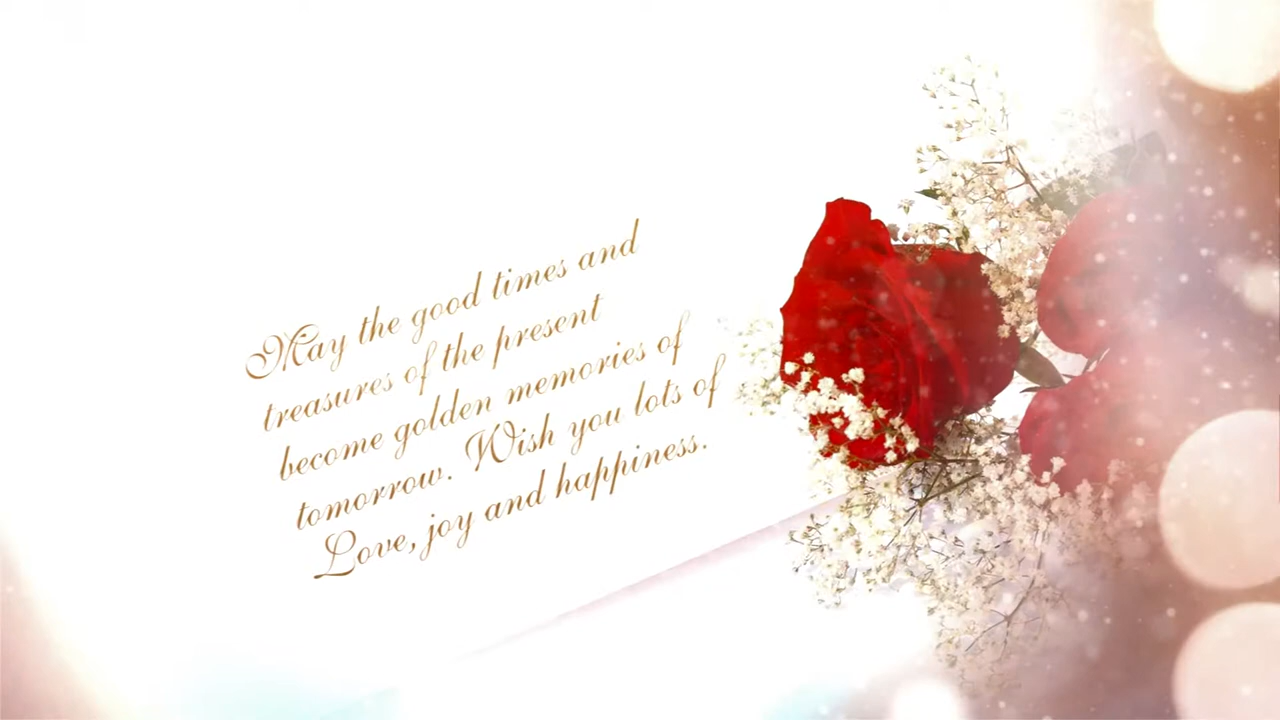 May the good times and
treasures of the present
become golden memories of
tomorrow. Wish you lots of
Love, joy and happiness.